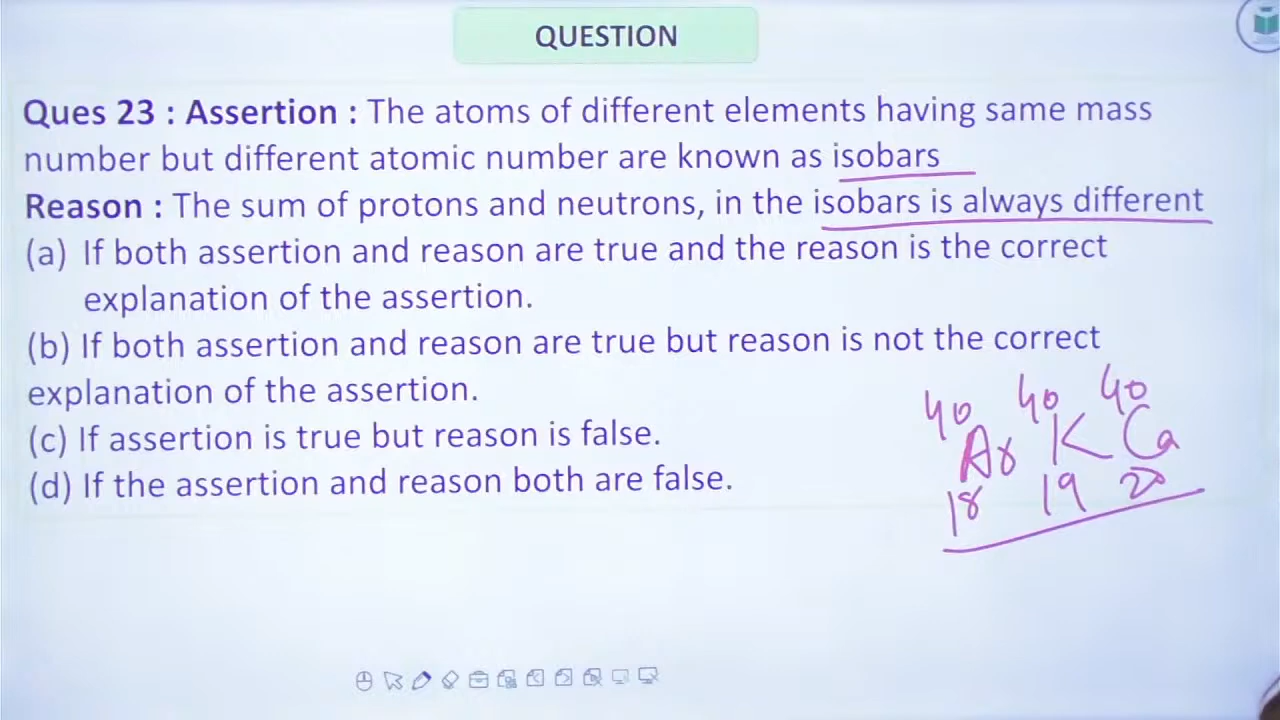 QUESTION
Ques 23 : Assertion : The atoms of different elements having same mass
number but different atomic number are known as isobars
Reason : The sum of protons and neutrons, in the isobars is always different
(a) If both assertion and reason are true and the reason is the correct
explanation of the assertion.
(b) If both assertion and reason are true but reason is not the correct
explanation of the assertion.
(c) If assertion is true but reason is false.
(d) If the assertion and reason both are false.
40 40 40
Ar K Ca
18 19 20